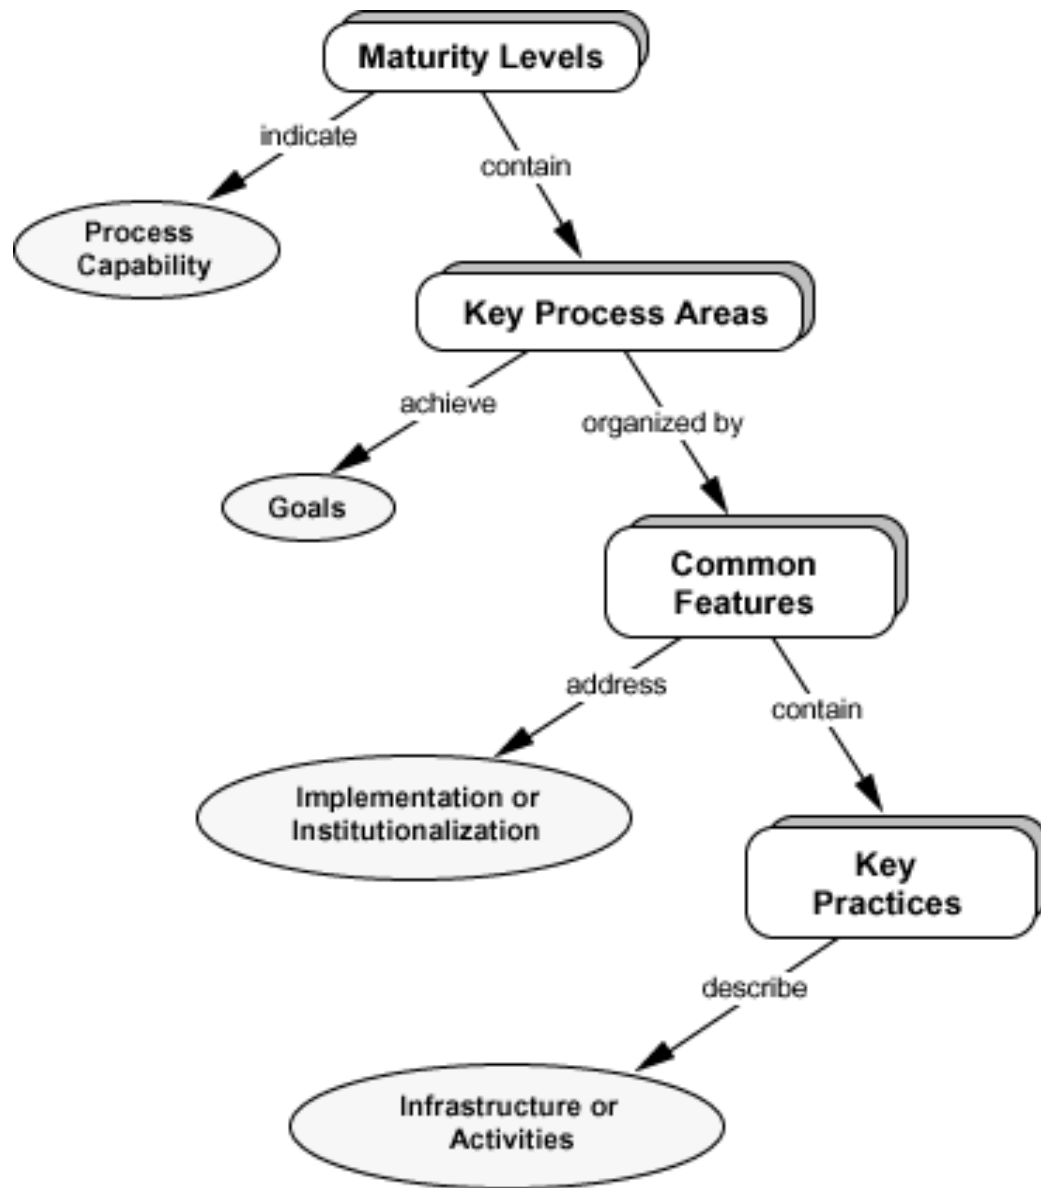 Maturity Levels
indicate
contain
Process
Capability
Key Process Areas
achieve
organized by
Goals
Common
Features
address
contain
Implementation or
Institutionalization
Key
Practices
describe
Infrastructure or
Activities